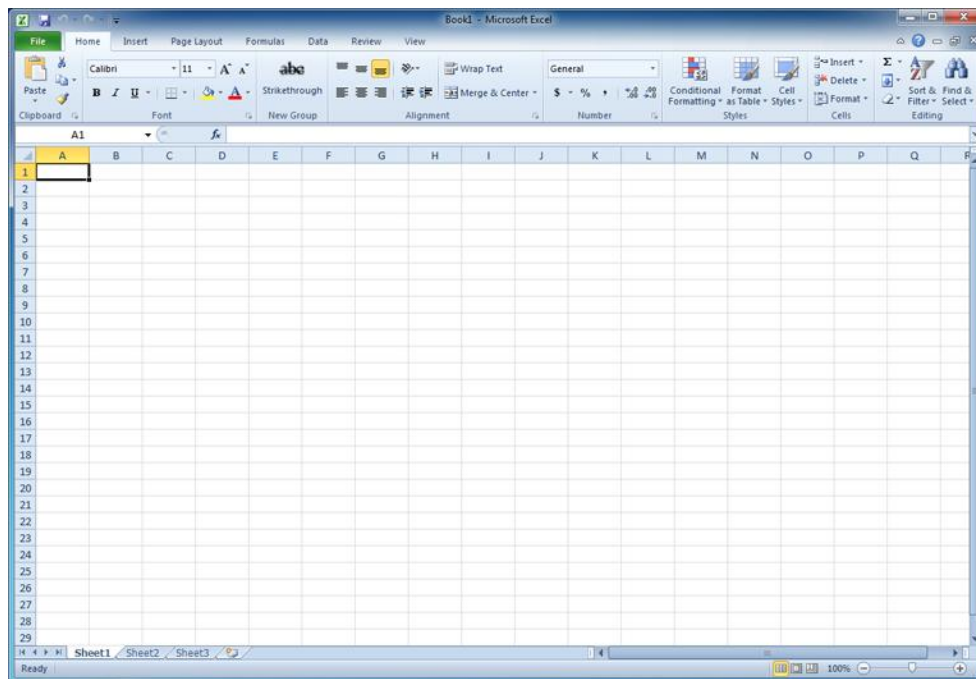 Book1 - Microsoft Excel
File Home Insert Page Layout Formulas Data Review View
Paste
Calibri 11 A A
B I U A
abc
Strikethrough
Wrap Text
Merge & Center
General
$ % ,
Conditional Formatting
Format as Table
Cell Styles
Insert
Delete
Format
Σ
Sort & Filter
Find & Select
Clipboard Font New Group Alignment Number Styles Cells Editing
A1 fx
A B C D E F G H I J K L M N O P Q R
1
2
3
4
5
6
7
8
9
10
11
12
13
14
15
16
17
18
19
20
21
22
23
24
25
26
27
28
29
Sheet1 Sheet2 Sheet3
Ready 100%